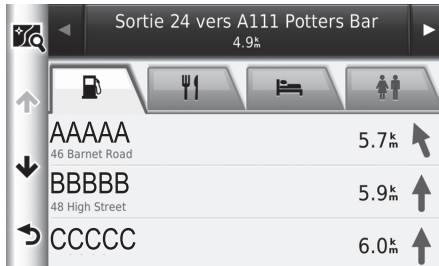 Sortie 24 vers A111 Potters Bar
4.9km
AAAAA
5.7km
46 Barnet Road
BBBBB
5.9km
48 High Street
CCCCC
6.0km